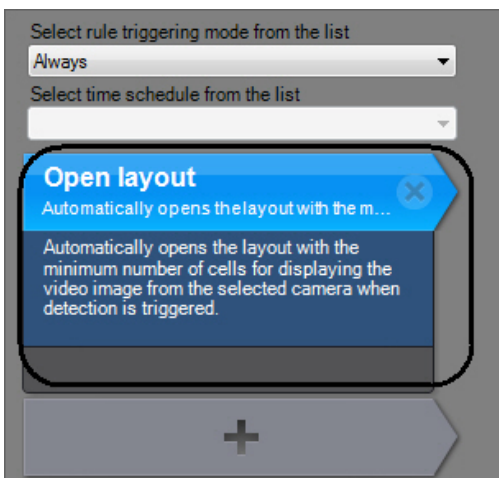 Select rule triggering mode from the list
Always
Select time schedule from the list
Open layout
Automatically opens the layout with the m...
Automatically opens the layout with the
minimum number of cells for displaying the
video image from the selected camera when
detection is triggered.